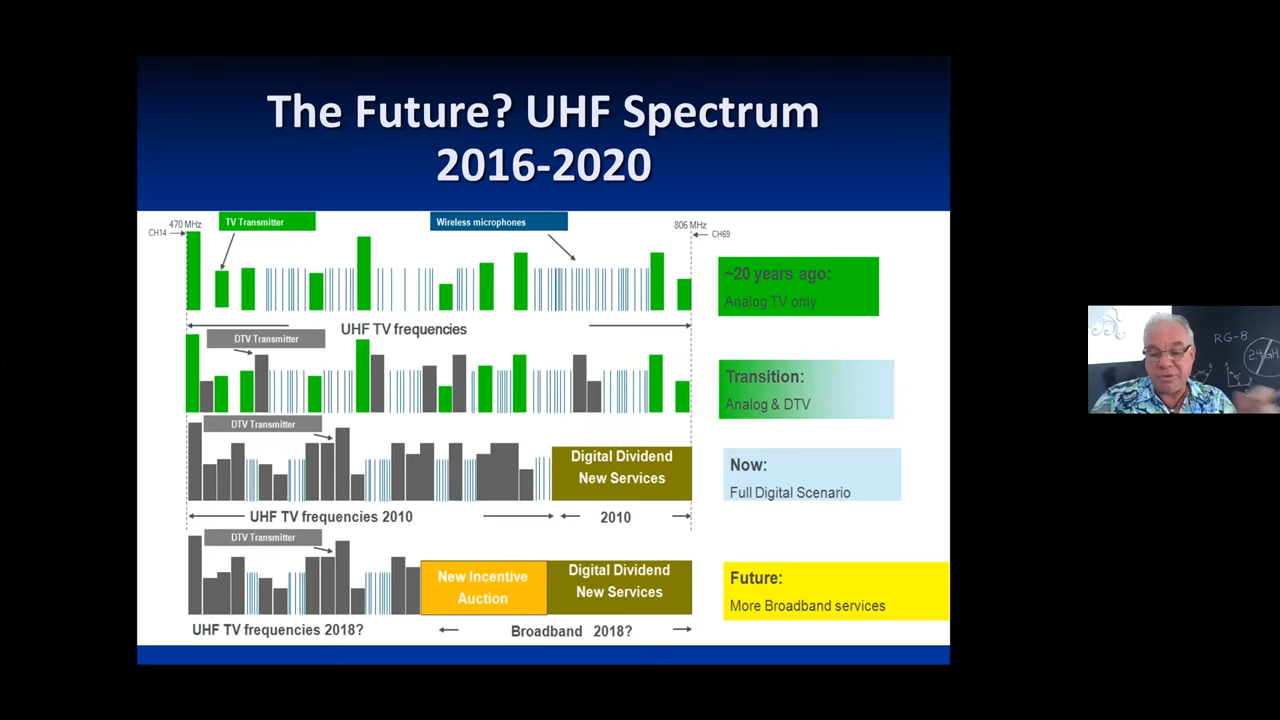 The Future? UHF Spectrum
2016-2020
470 MHz
TV Transmitter
Wireless microphones
806 MHz
CH14
CH69
~20 years ago:
Analog TV only
UHF TV frequencies
DTV Transmitter
Transition:
Analog & DTV
DTV Transmitter
Digital Dividend
New Services
Now:
Full Digital Scenario
UHF TV frequencies 2010
2010
DTV Transmitter
New Incentive
Auction
Digital Dividend
New Services
Future:
More Broadband services
UHF TV frequencies 2018?
Broadband 2018?
RG-8